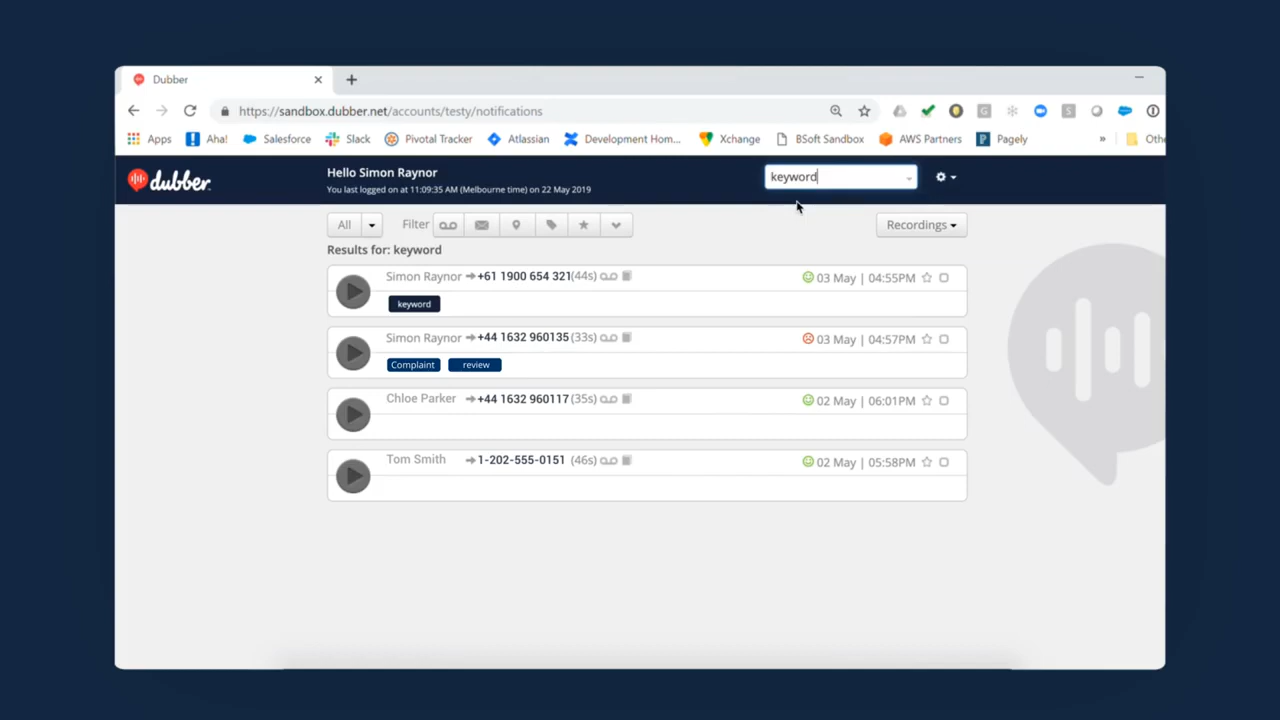 Dubber
https://sandbox.dubber.net/accounts/testy/notifications
Apps Aha! Salesforce Slack Pivotal Tracker Atlassian Development Hom... Xchange BSoft Sandbox AWS Partners Pagely » Othe
dubber
Hello Simon Raynor
You last logged on at 11:09:35 AM (Melbourne time) on 22 May 2019
keyword
All Filter Recordings
Results for: keyword
Simon Raynor +61 1900 654 321(44s) 03 May | 04:55PM
keyword
Simon Raynor +44 1632 960135 (33s) 03 May | 04:57PM
Complaint review
Chloe Parker +44 1632 960117 (35s) 02 May | 06:01PM
Tom Smith 1-202-555-0151 (46s) 02 May | 05:58PM